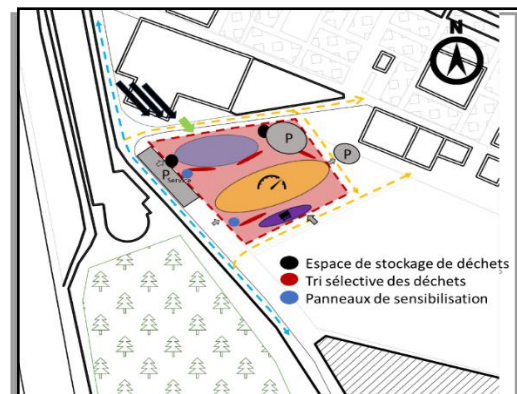 N
P
P
P
Service
Espace de stockage de déchets
Tri sélective des déchets
Panneaux de sensibilisation